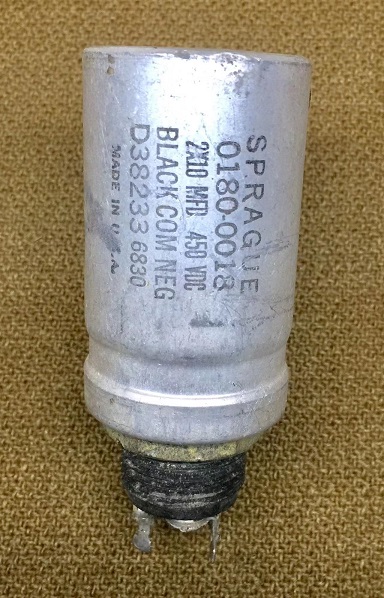 SPRAGUE
0180-0018
2X10 MFD 450 VDC
BLACK COM NEG
D38233 6830
MADE IN U.S.A.